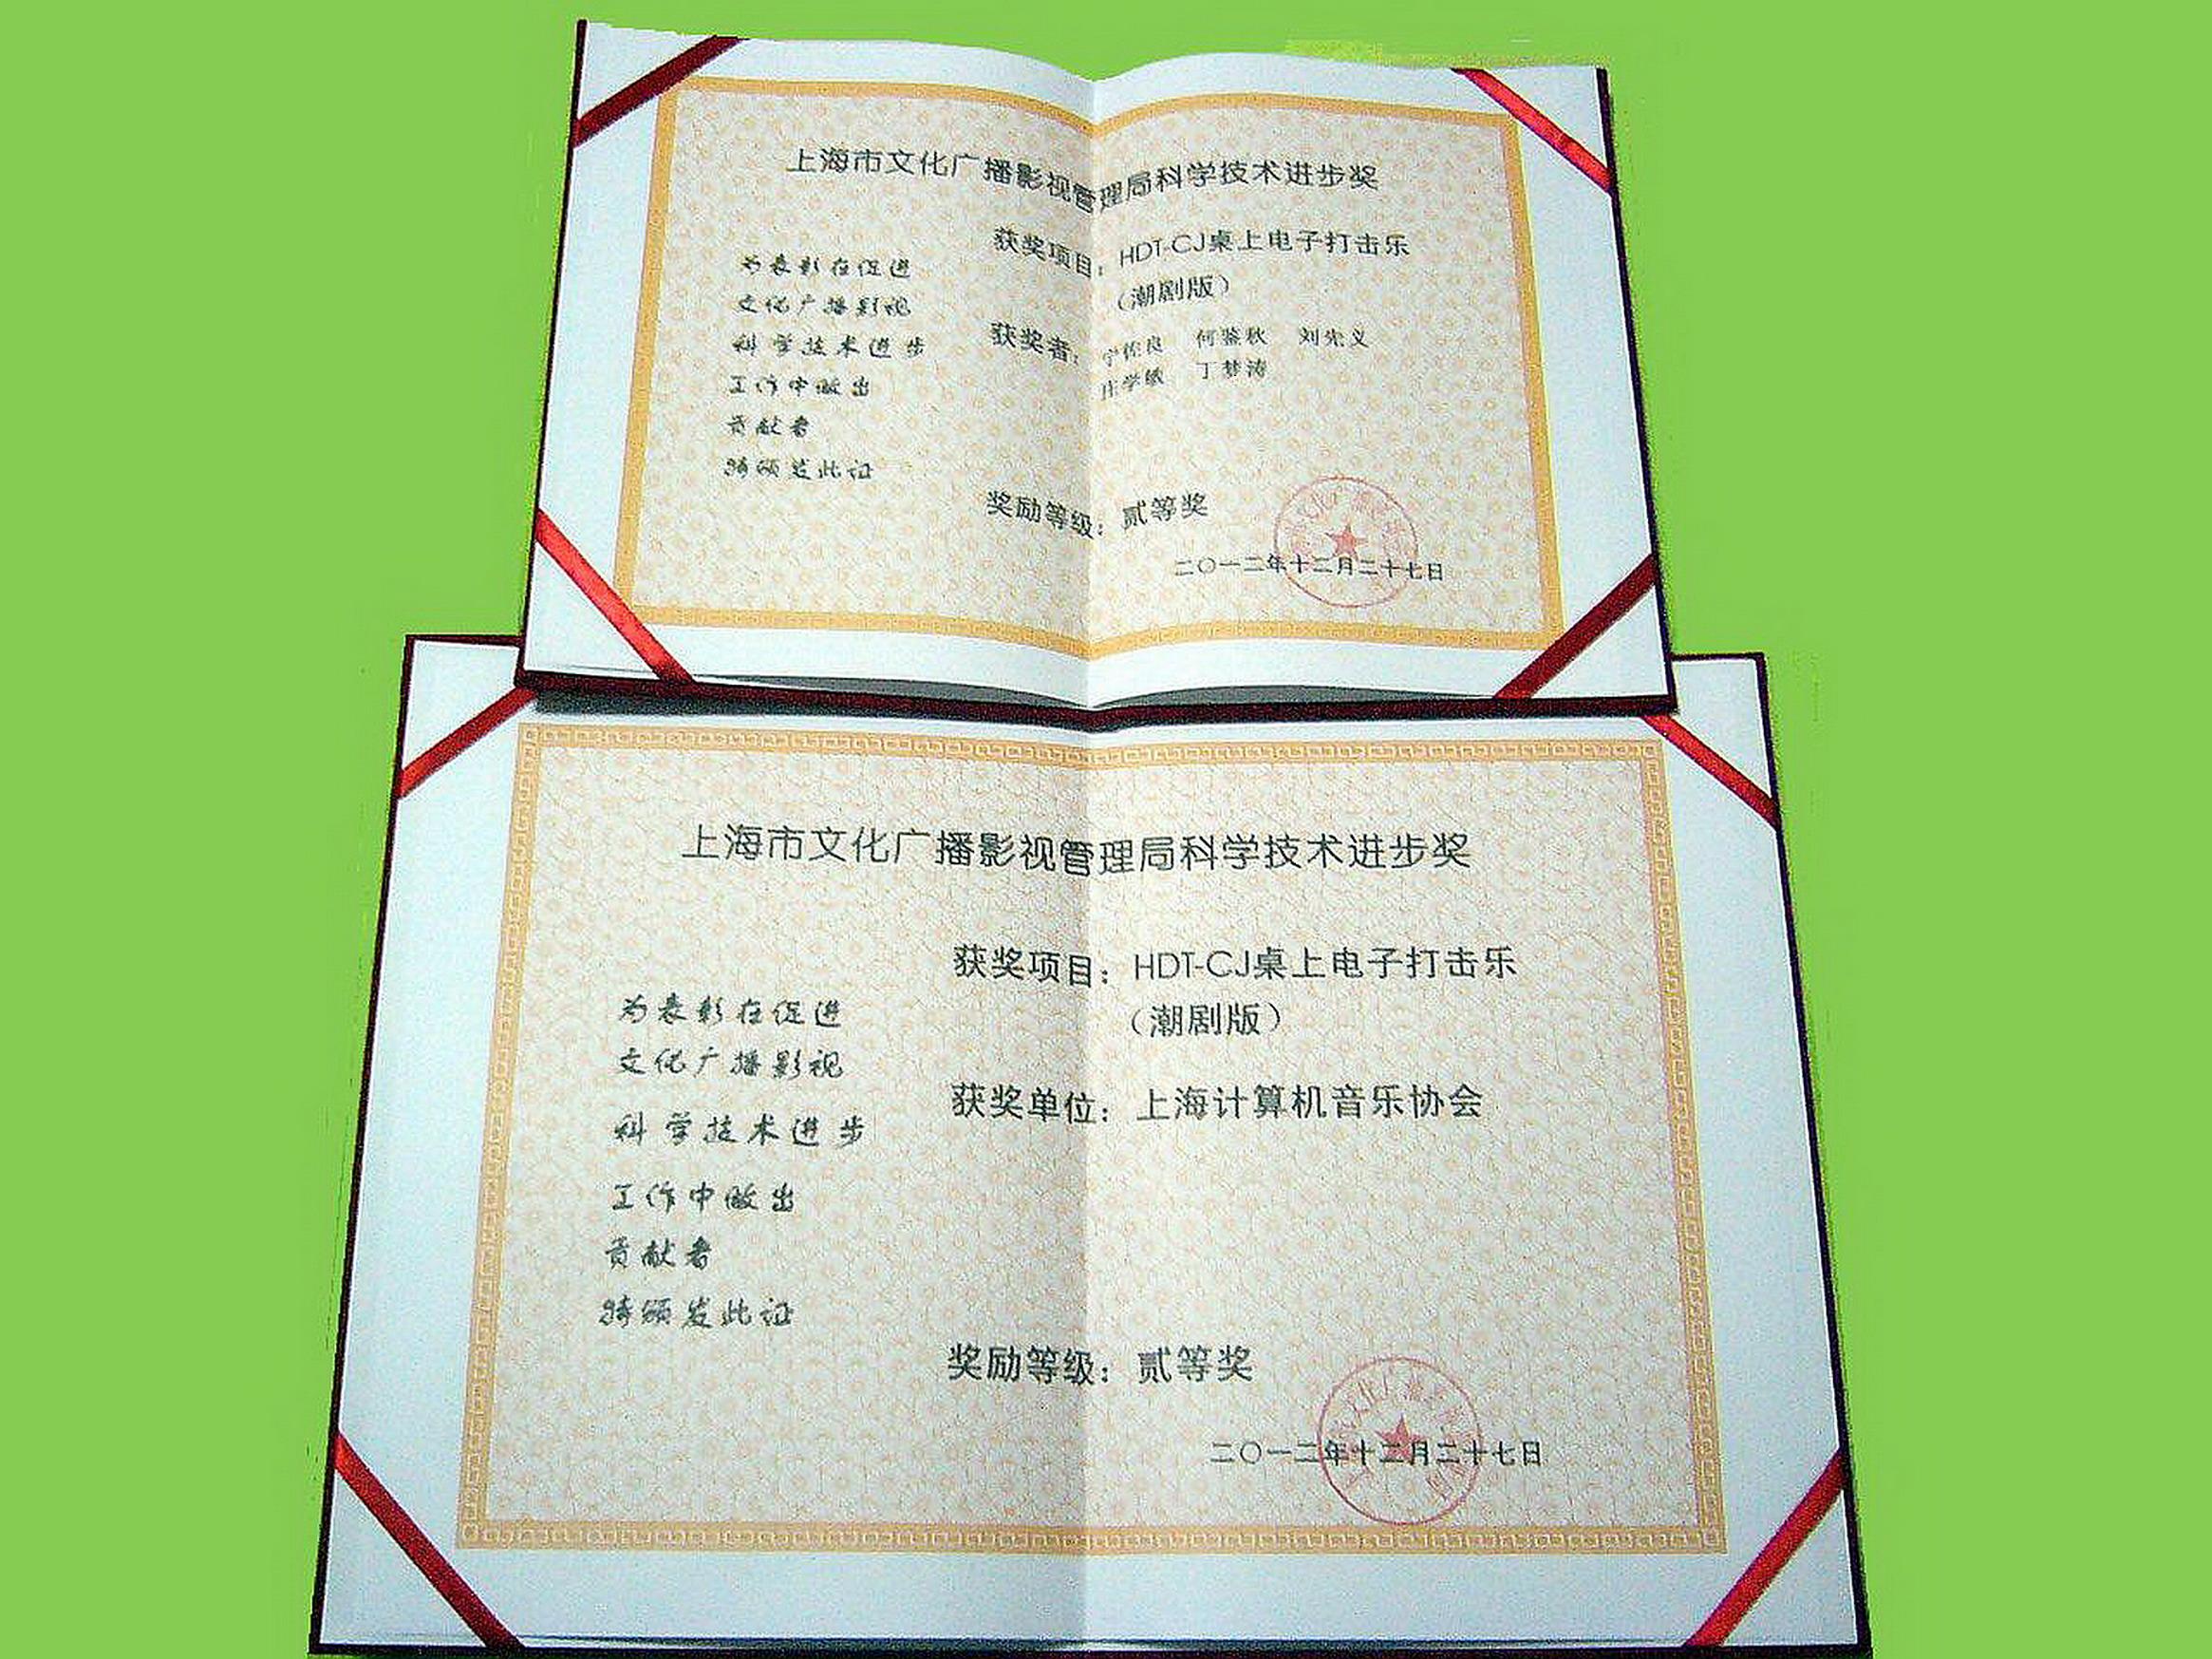 上海市文化广播影视管理局科学技术进步奖
为表彰在促进
文化广播影视
科学技术进步
工作中做出
贡献者
特颁发此证
获奖项目：HDT-CJ桌上电子打击乐
（潮剧版）
获奖者：宁佐良 何鉴秋 刘先义
庄学敏 丁梦涛
奖励等级：贰等奖
二〇一二年十二月二十七日
上海市文化广播影视管理局科学技术进步奖
为表彰在促进
文化广播影视
科学技术进步
工作中做出
贡献者
特颁发此证
获奖项目：HDT-CJ桌上电子打击乐
（潮剧版）
获奖单位：上海计算机音乐协会
奖励等级：贰等奖
二〇一二年十二月二十七日